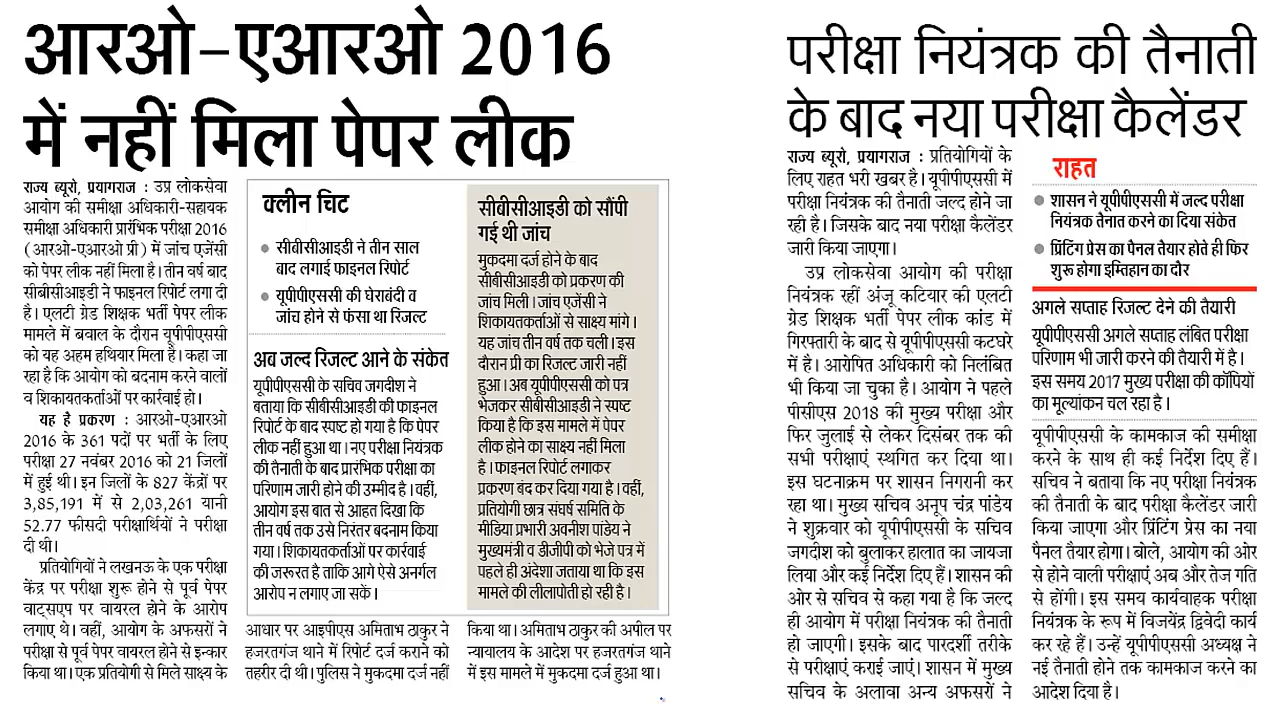 आरओ-एआरओ 2016
में नहीं मिला पेपर लीक
राज्य ब्यूरो, प्रयागराज : उप्र लोकसेवा
आयोग की समीक्षा अधिकारी-सहायक
समीक्षा अधिकारी प्रारंभिक परीक्षा 2016
(आरओ-एआरओ प्री) में जांच एजेंसी
को पेपर लीक नहीं मिला है। तीन वर्ष बाद
सीबीसीआइडी ने फाइनल रिपोर्ट लगा दी
है। एलटी ग्रेड शिक्षक भर्ती पेपर लीक
मामले में बवाल के दौरान यूपीपीएससी
को यह अहम हथियार मिला है। कहा जा
रहा है कि आयोग को बदनाम करने वालों
व शिकायतकर्ताओं पर कार्रवाई हो।
यह है प्रकरण : आरओ-एआरओ
2016 के 361 पदों पर भर्ती के लिए
परीक्षा 27 नवंबर 2016 को 21 जिलों
में हुई थी। इन जिलों के 827 केंद्रों पर
3,85,191 में से 2,03,261 यानी
52.77 फीसदी परीक्षार्थियों ने परीक्षा
दी थी।
प्रतियोगियों ने लखनऊ के एक परीक्षा
केंद्र पर परीक्षा शुरू होने से पूर्व पेपर
वाट्सएप पर वायरल होने के आरोप
लगाए थे। वहीं, आयोग के अफसरों ने
परीक्षा से पूर्व पेपर वायरल होने से इन्कार
किया था। एक प्रतियोगी से मिले साक्ष्य के
क्लीन चिट
● सीबीसीआइडी ने तीन साल
बाद लगाई फाइनल रिपोर्ट
● यूपीपीएससी की घेराबंदी व
जांच होने से फंसा था रिजल्ट
अब जल्द रिजल्ट आने के संकेत
यूपीपीएससी के सचिव जगदीश ने
बताया कि सीबीसीआइडी की फाइनल
रिपोर्ट के बाद स्पष्ट हो गया है कि पेपर
लीक नहीं हुआ था। नए परीक्षा नियंत्रक
की तैनाती के बाद प्रारंभिक परीक्षा का
परिणाम जारी होने की उम्मीद है। वहीं,
आयोग इस बात से आहत दिखा कि
तीन वर्ष तक उसे निरंतर बदनाम किया
गया। शिकायतकर्ताओं पर कार्रवाई
की जरूरत है ताकि आगे ऐसे अनर्गल
आरोप न लगाए जा सकें।
सीबीसीआइडी को सौंपी
गई थी जांच
मुकदमा दर्ज होने के बाद
सीबीसीआइडी को प्रकरण की
जांच मिली। जांच एजेंसी ने
शिकायतकर्ताओं से साक्ष्य मांगे।
यह जांच तीन वर्ष तक चली। इस
दौरान प्री का रिजल्ट जारी नहीं
हुआ। अब यूपीपीएससी को पत्र
भेजकर सीबीसीआइडी ने स्पष्ट
किया है कि इस मामले में पेपर
लीक होने का साक्ष्य नहीं मिला
है। फाइनल रिपोर्ट लगाकर
प्रकरण बंद कर दिया गया है। वहीं,
प्रतियोगी छात्र संघर्ष समिति के
मीडिया प्रभारी अवनीश पांडेय ने
मुख्यमंत्री व डीजीपी को भेजे पत्र में
पहले ही अंदेशा जताया था कि इस
मामले की लीलापोती हो रही है।
आधार पर आइपीएस अमिताभ ठाकुर ने
हजरतगंज थाने में रिपोर्ट दर्ज कराने को
तहरीर दी थी। पुलिस ने मुकदमा दर्ज नहीं
किया था। अमिताभ ठाकुर की अपील पर
न्यायालय के आदेश पर हजरतगंज थाने
में इस मामले में मुकदमा दर्ज हुआ था।
परीक्षा नियंत्रक की तैनाती
के बाद नया परीक्षा कैलेंडर
राज्य ब्यूरो, प्रयागराज : प्रतियोगियों के
लिए राहत भरी खबर है। यूपीपीएससी में
परीक्षा नियंत्रक की तैनाती जल्द होने जा
रही है। जिसके बाद नया परीक्षा कैलेंडर
जारी किया जाएगा।
उप्र लोकसेवा आयोग की परीक्षा
नियंत्रक रहीं अंजू कटियार की एलटी
ग्रेड शिक्षक भर्ती पेपर लीक कांड में
गिरफ्तारी के बाद से यूपीपीएससी कटघरे
में है। आरोपित अधिकारी को निलंबित
भी किया जा चुका है। आयोग ने पहले
पीसीएस 2018 की मुख्य परीक्षा और
फिर जुलाई से लेकर दिसंबर तक की
सभी परीक्षाएं स्थगित कर दिया था।
इस घटनाक्रम पर शासन निगरानी कर
रहा था। मुख्य सचिव अनूप चंद्र पांडेय
ने शुक्रवार को यूपीपीएससी के सचिव
जगदीश को बुलाकर हालात का जायजा
लिया और कई निर्देश दिए हैं। शासन की
ओर से सचिव से कहा गया है कि जल्द
ही आयोग में परीक्षा नियंत्रक की तैनाती
हो जाएगी। इसके बाद पारदर्शी तरीके
से परीक्षाएं कराई जाएं। शासन में मुख्य
सचिव के अलावा अन्य अफसरों ने
राहत
● शासन ने यूपीपीएससी में जल्द परीक्षा
नियंत्रक तैनात करने का दिया संकेत
● प्रिंटिंग प्रेस का पैनल तैयार होते ही फिर
शुरू होगा इम्तिहान का दौर
अगले सप्ताह रिजल्ट देने की तैयारी
यूपीपीएससी अगले सप्ताह लंबित परीक्षा
परिणाम भी जारी करने की तैयारी में है।
इस समय 2017 मुख्य परीक्षा की कॉपियों
का मूल्यांकन चल रहा है।
यूपीपीएससी के कामकाज की समीक्षा
करने के साथ ही कई निर्देश दिए हैं।
सचिव ने बताया कि नए परीक्षा नियंत्रक
की तैनाती के बाद परीक्षा कैलेंडर जारी
किया जाएगा और प्रिंटिंग प्रेस का नया
पैनल तैयार होगा। बोले, आयोग की ओर
से होने वाली परीक्षाएं अब और तेज गति
से होंगी। इस समय कार्यवाहक परीक्षा
नियंत्रक के रूप में विजयेंद्र द्विवेदी कार्य
कर रहे हैं। उन्हें यूपीपीएससी अध्यक्ष ने
नई तैनाती होने तक कामकाज करने का
आदेश दिया है।